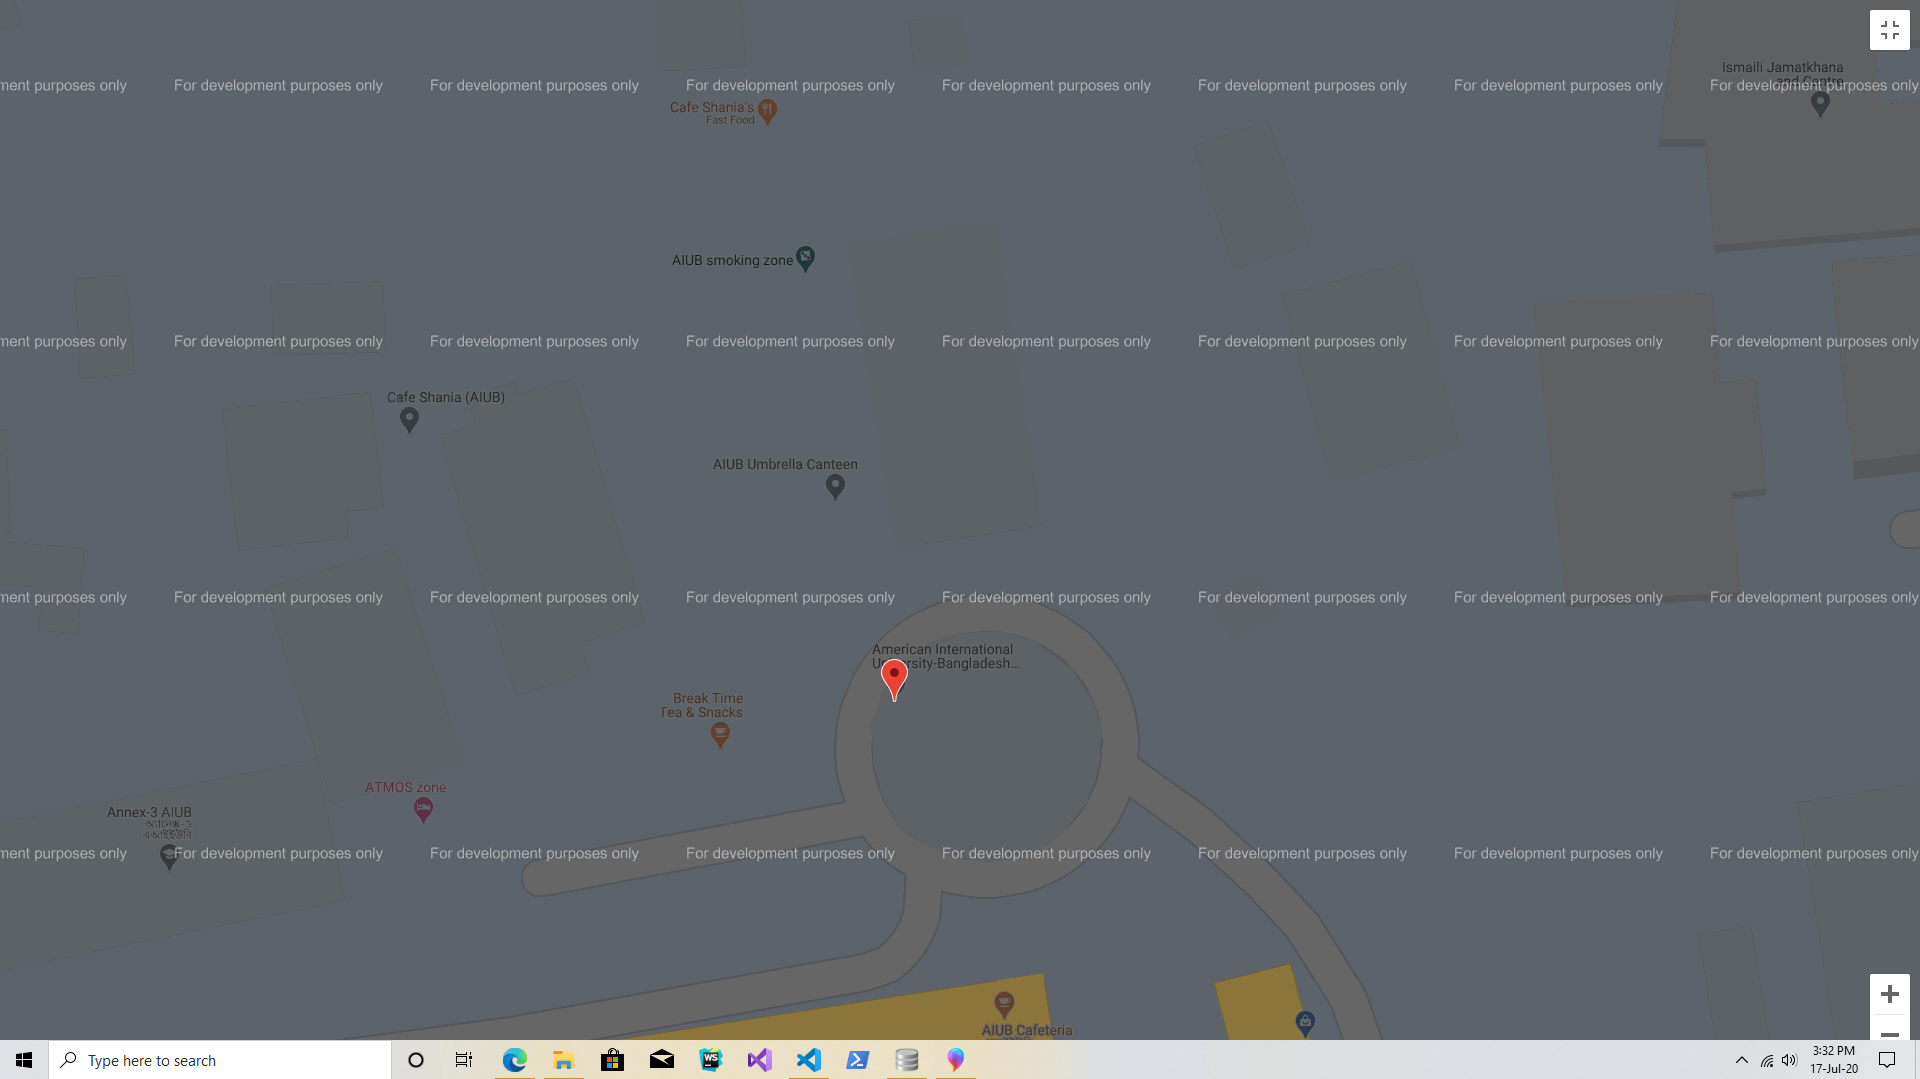 ment purposes only For development purposes only For development purposes only For development purposes only For development purposes only For development purposes only For development purposes only For development purposes only
Ismaili Jamatkhana
and Centre
Cafe Shania's
Fast Food
AIUB smoking zone
ment purposes only For development purposes only For development purposes only For development purposes only For development purposes only For development purposes only For development purposes only For development purposes only
Cafe Shania (AIUB)
AIUB Umbrella Canteen
ment purposes only For development purposes only For development purposes only For development purposes only For development purposes only For development purposes only For development purposes only For development purposes only
American International
University-Bangladesh...
Break Time
Tea & Snacks
ATMOS zone
Annex-3 AIUB
অ্যানেক্স-৩
এআইইউবি
ment purposes only For development purposes only For development purposes only For development purposes only For development purposes only For development purposes only For development purposes only For development purposes only
AIUB Cafeteria
Type here to search
WS
3:32 PM
17-Jul-20